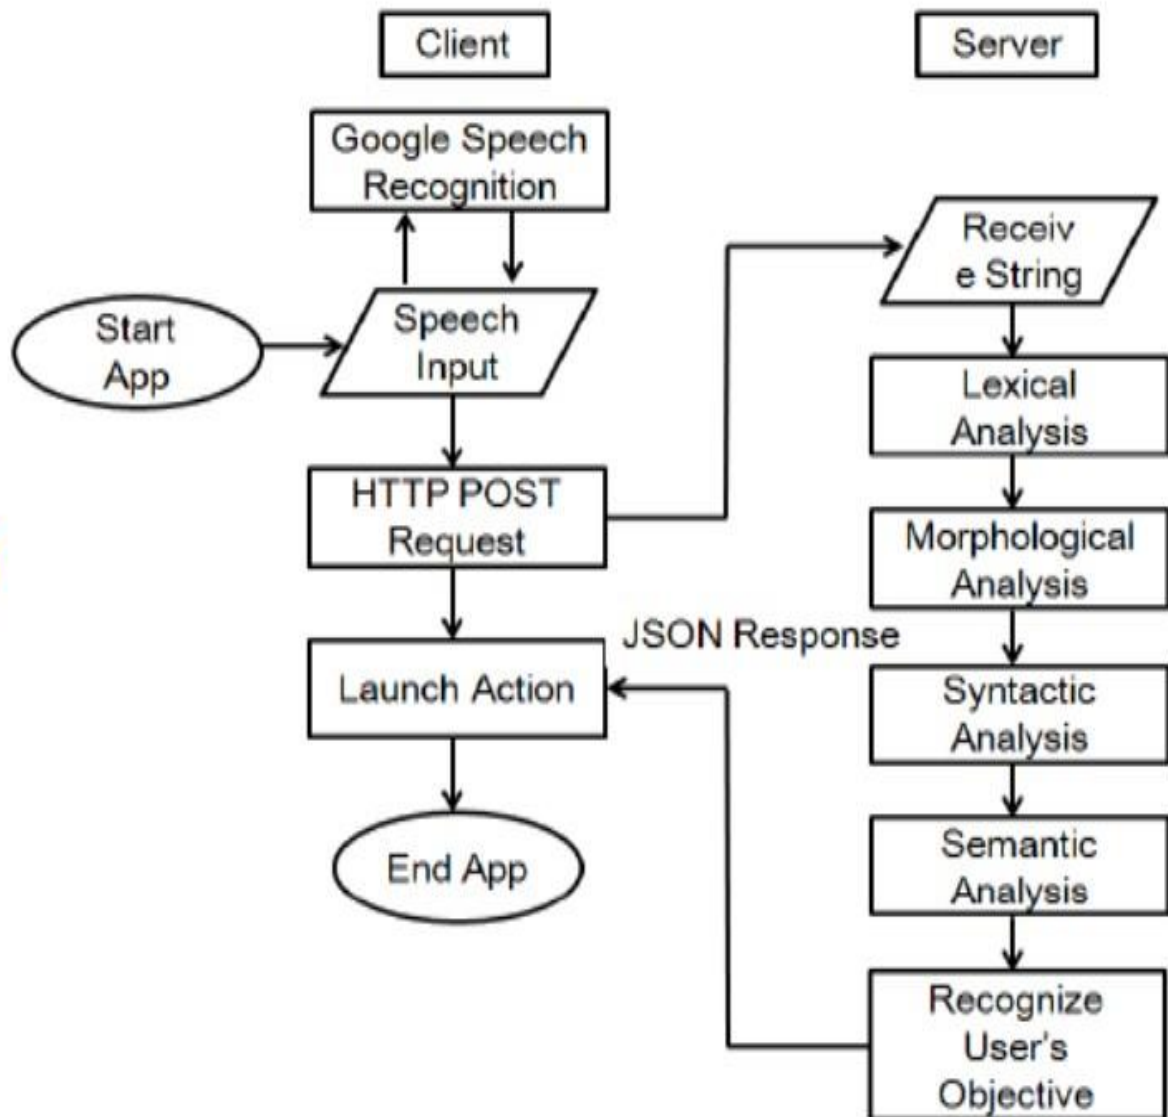 Client
Server
Google Speech
Recognition
Receiv
e String
Start
App
Speech
Input
Lexical
Analysis
HTTP POST
Request
Morphological
Analysis
JSON Response
Launch Action
Syntactic
Analysis
End App
Semantic
Analysis
Recognize
User's
Objective